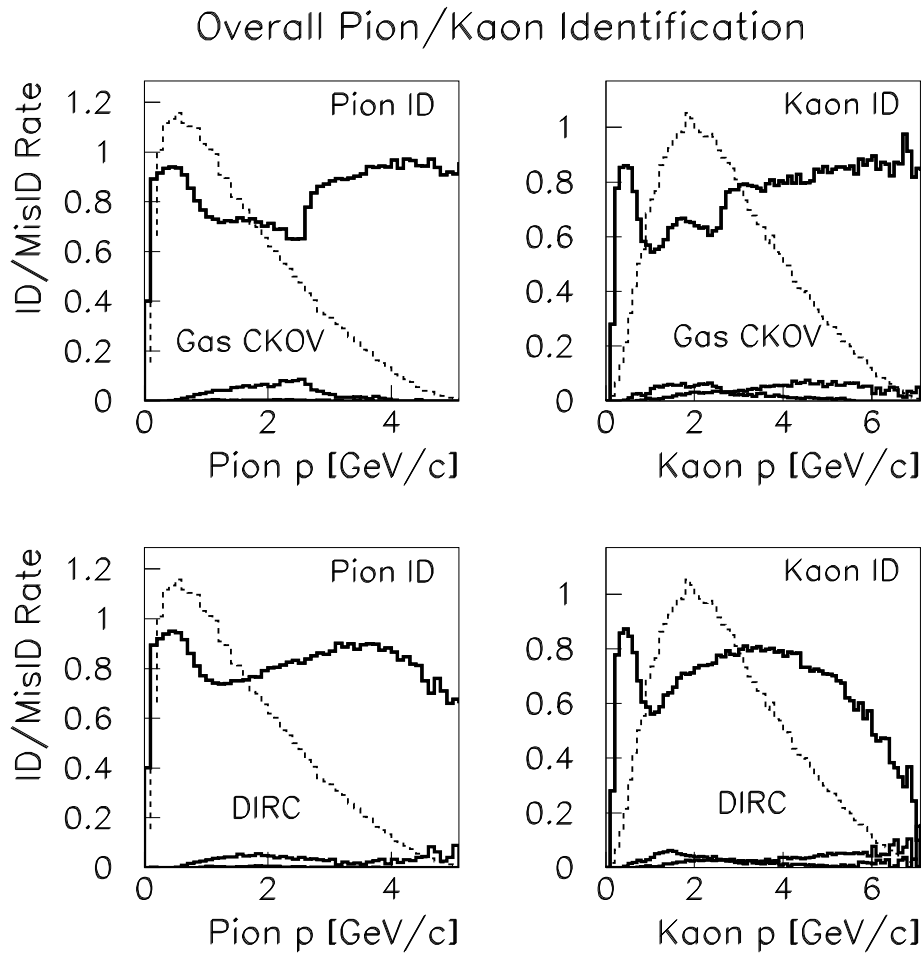 Overall Pion/Kaon Identification
ID/MisID Rate
1.2
1
0.8
0.6
0.4
0.2
0
Pion ID
Gas CKOV
0 2 4
Pion p [GeV/c]
1
0.8
0.6
0.4
0.2
0
Kaon ID
Gas CKOV
0 2 4 6
Kaon p [GeV/c]
ID/MisID Rate
1.2
1
0.8
0.6
0.4
0.2
0
Pion ID
DIRC
0 2 4
Pion p [GeV/c]
1
0.8
0.6
0.4
0.2
0
Kaon ID
DIRC
0 2 4 6
Kaon p [GeV/c]